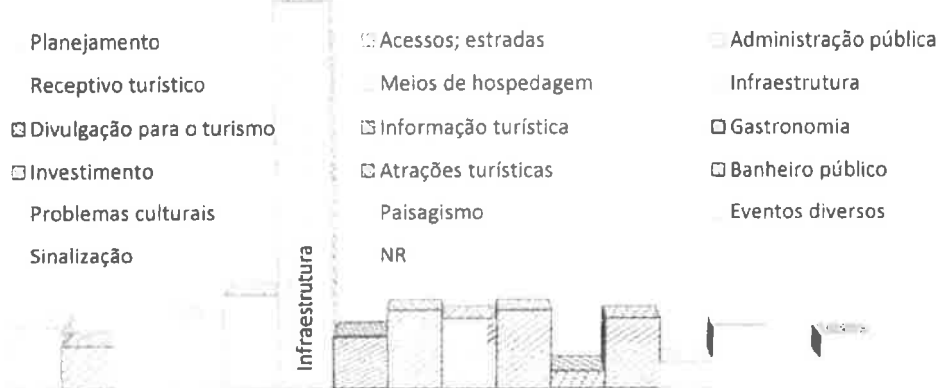 Planejamento Acessos; estradas Administração pública
Receptivo turístico Meios de hospedagem Infraestrutura
Divulgação para o turismo Informação turística Gastronomia
Investimento Atrações turísticas Banheiro público
Problemas culturais Paisagismo Eventos diversos
Sinalização NR
Infraestrutura